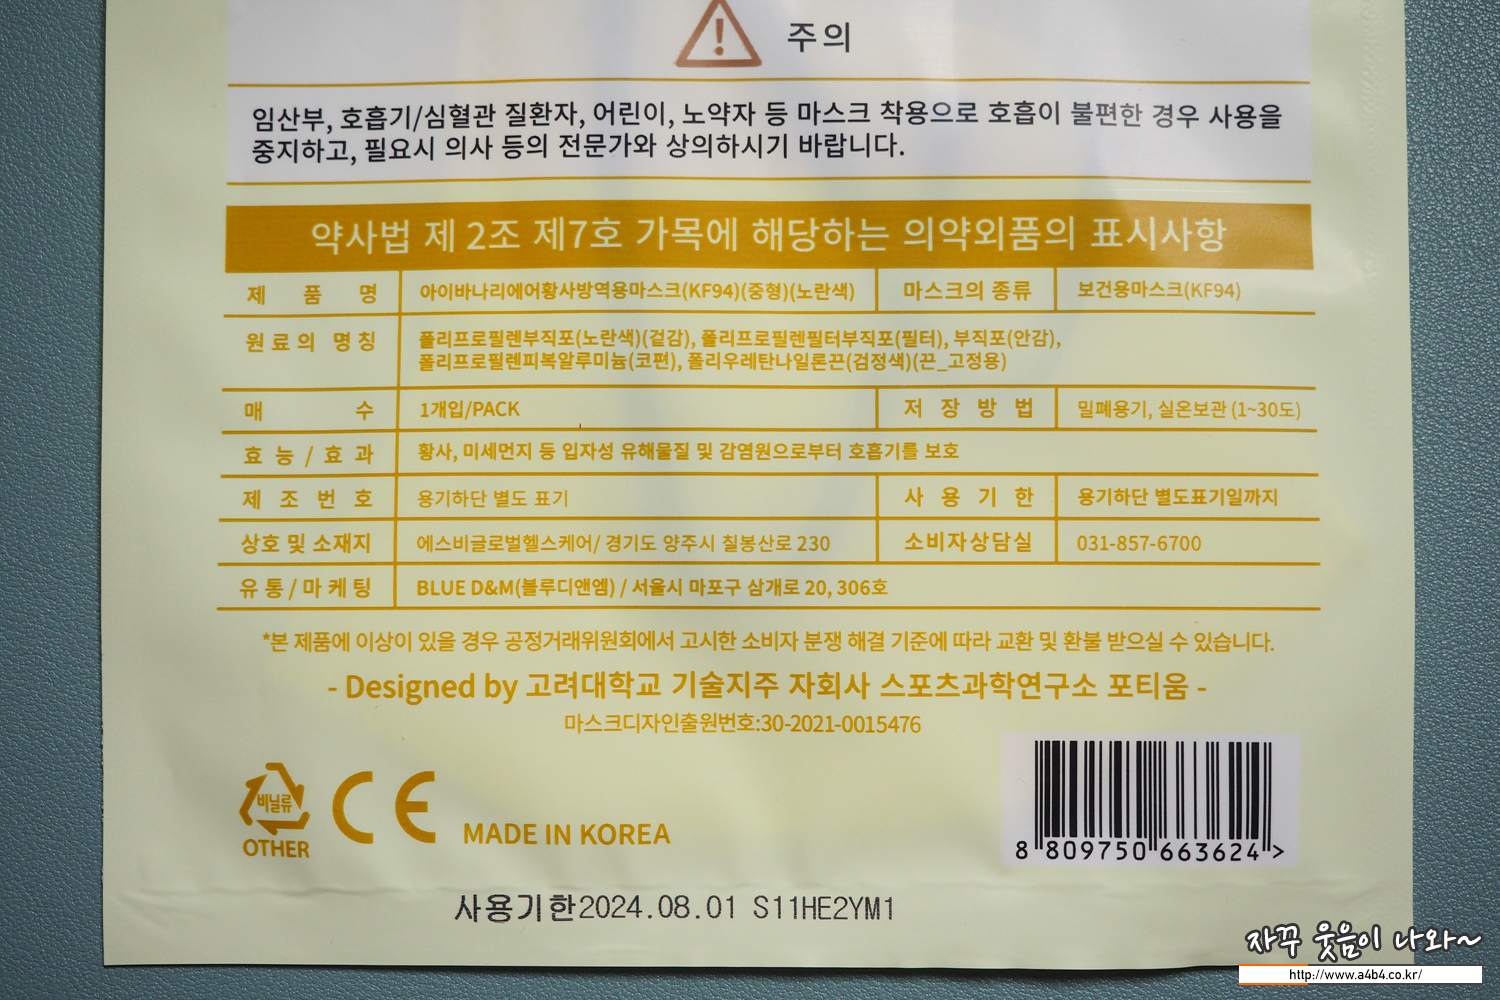 주의
임산부, 호흡기/심혈관 질환자, 어린이, 노약자 등 마스크 착용으로 호흡이 불편한 경우 사용을
중지하고, 필요시 의사 등의 전문가와 상의하시기 바랍니다.
약사법 제 2조 제7호 가목에 해당하는 의약외품의 표시사항
제 품 명 아이바나리에어황사방역용마스크(KF94)(중형)(노란색) 마스크의 종류 보건용마스크(KF94)
원료의 명칭 폴리프로필렌부직포(노란색)(겉감), 폴리프로필렌필터부직포(필터), 부직포(안감),
폴리프로필렌피복알루미늄(코편), 폴리우레탄나일론끈(검정색)(끈_고정용)
매 수 1개입/PACK 저 장 방 법 밀폐용기, 실온보관 (1~30도)
효 능 / 효 과 황사, 미세먼지 등 입자성 유해물질 및 감염원으로부터 호흡기를 보호
제 조 번 호 용기하단 별도 표기 사 용 기 한 용기하단 별도표기일까지
상호 및 소재지 에스비글로벌헬스케어/ 경기도 양주시 칠봉산로 230 소비자상담실 031-857-6700
유통/마케팅 BLUE D&M(블루디앤엠) / 서울시 마포구 삼개로 20, 306호
*본 제품에 이상이 있을 경우 공정거래위원회에서 고시한 소비자 분쟁 해결 기준에 따라 교환 및 환불 받으실 수 있습니다.
- Designed by 고려대학교 기술지주 자회사 스포츠과학연구소 포티움 -
마스크디자인출원번호:30-2021-0015476
비닐류
OTHER
CE
MADE IN KOREA
8 809750 663624 >
사용기한2024.08.01 S11HE2YM1
자꾸 웃음이 나와~
http://www.a4b4.co.kr/